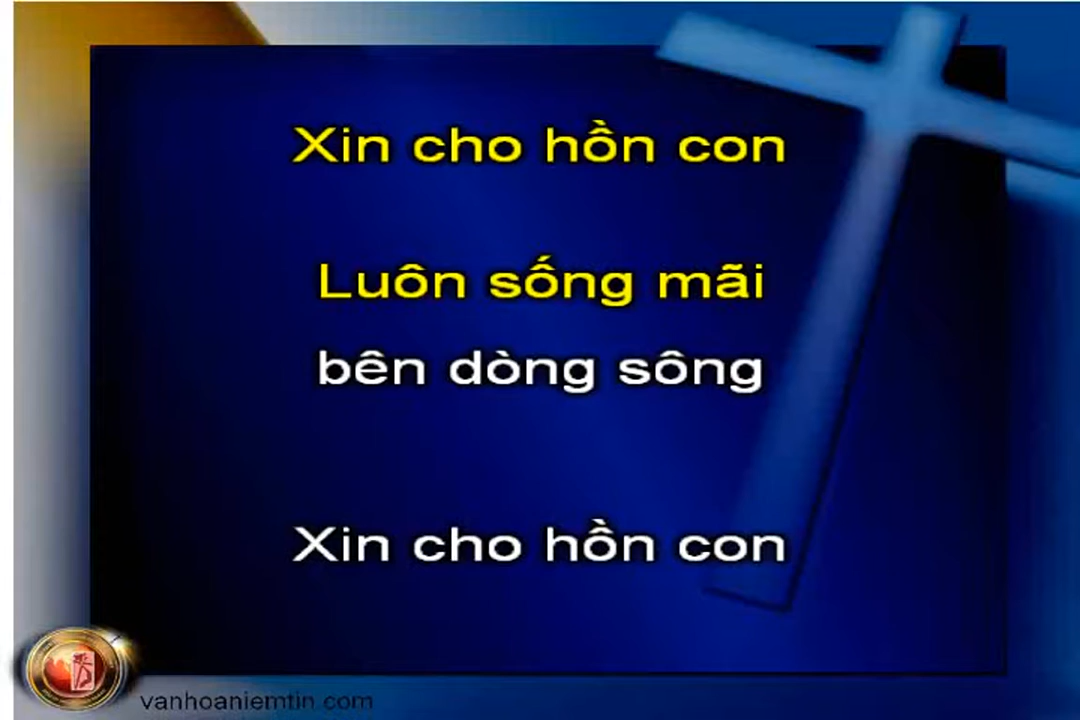 Xin cho hồn con
Luôn sống mãi
bên dòng sông
Xin cho hồn con
vanhoaniemtin.com